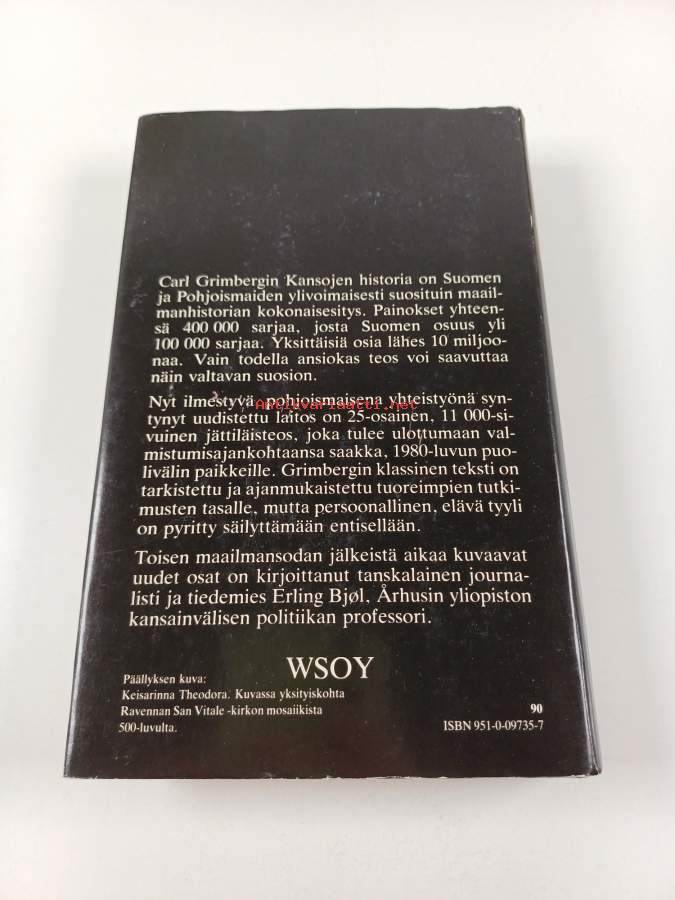 Carl Grimbergin Kansojen historia on Suomen
ja Pohjoismaiden ylivoimaisesti suosituin maail-
manhistorian kokonaisesitys. Painokset yhteen-
sä 400 000 sarjaa, josta Suomen osuus yli
100 000 sarjaa. Yksittäisiä osia lähes 10 miljoo-
naa. Vain todella ansiokas teos voi saavuttaa
näin valtavan suosion.
Nyt ilmestyvä, pohjoismaisena yhteistyönä syn-
Antikvariaatti.net
tynyt uudistettu laitos on 25-osainen, 11 000-si-
vuinen jättiläisteos, joka tulee ulottumaan val-
mistumisajankohtaansa saakka, 1980-luvun puo-
livälin paikkeille. Grimbergin klassinen teksti on
tarkistettu ja ajanmukaistettu tuoreimpien tutki-
musten tasalle, mutta persoonallinen, elävä tyyli
on pyritty säilyttämään entisellään.
Toisen maailmansodan jälkeistä aikaa kuvaavat
uudet osat on kirjoittanut tanskalainen journa-
listi ja tiedemies Erling Bjøl, Århusin yliopiston
kansainvälisen politiikan professori.
WSOY
Päällyksen kuva:
Keisarinna Theodora. Kuvassa yksityiskohta
Ravennan San Vitale -kirkon mosaiikista
500-luvulta.
90
ISBN 951-0-09735-7